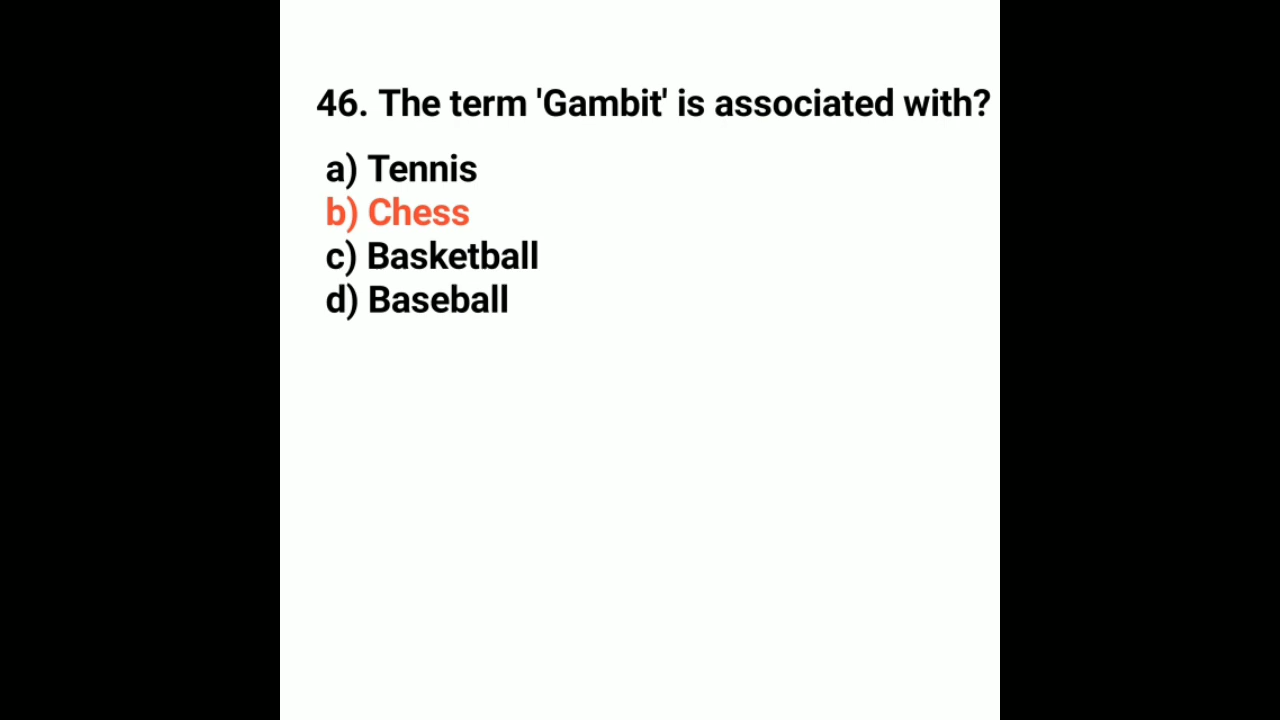 46. The term 'Gambit' is associated with?
a) Tennis
b) Chess
c) Basketball
d) Baseball